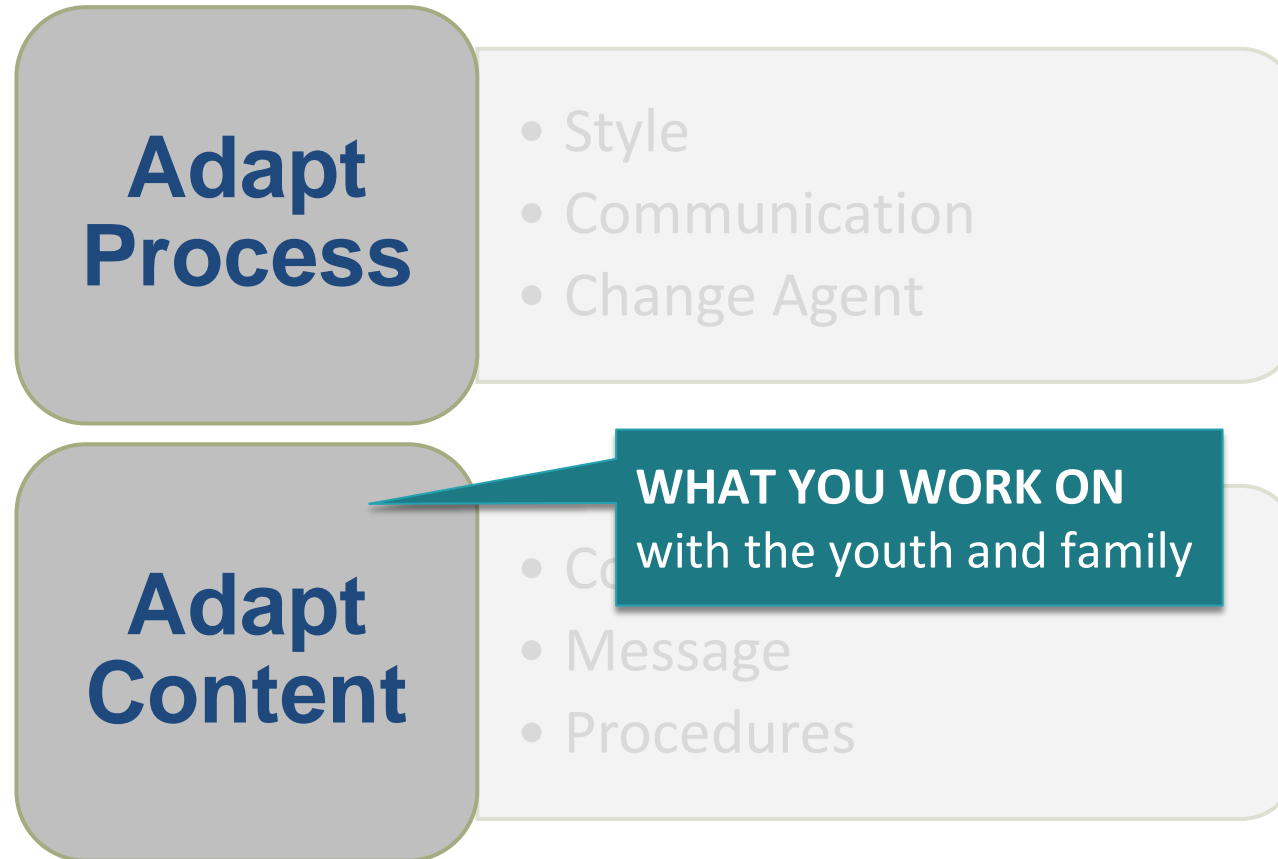 Adapt
Process
• Style
• Communication
• Change Agent
WHAT YOU WORK ON
with the youth and family
Adapt
Content
• Message
• Procedures